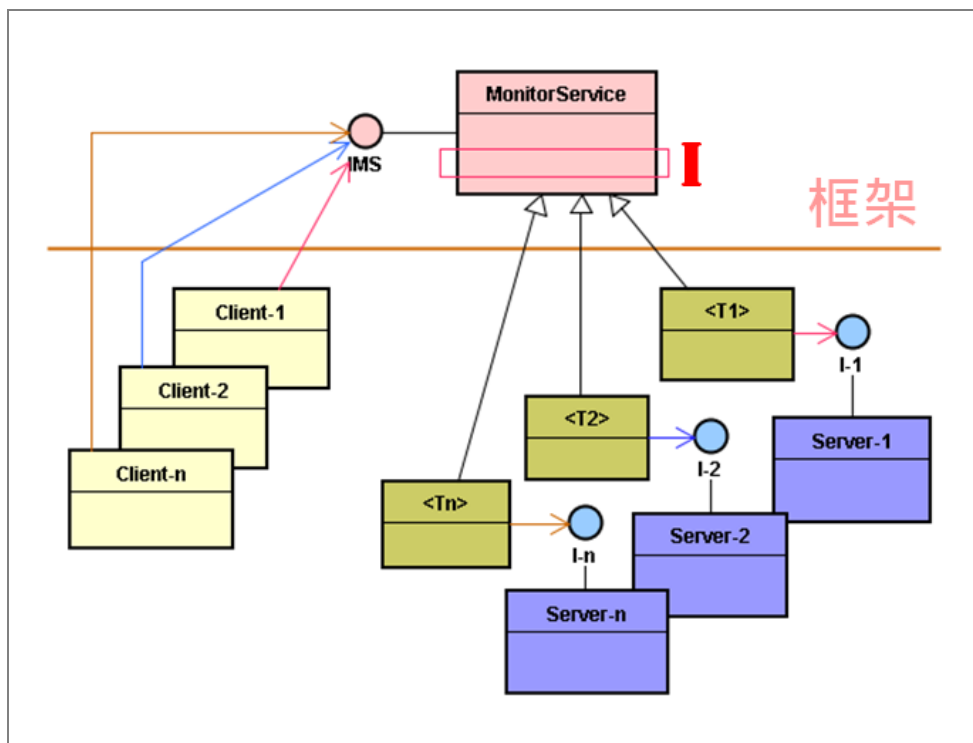 MonitorService
IMS
I
框架
Client-1
<T1>
I-1
Client-2
<T2>
Server-1
I-2
Client-n
<Tn>
Server-2
I-n
Server-n